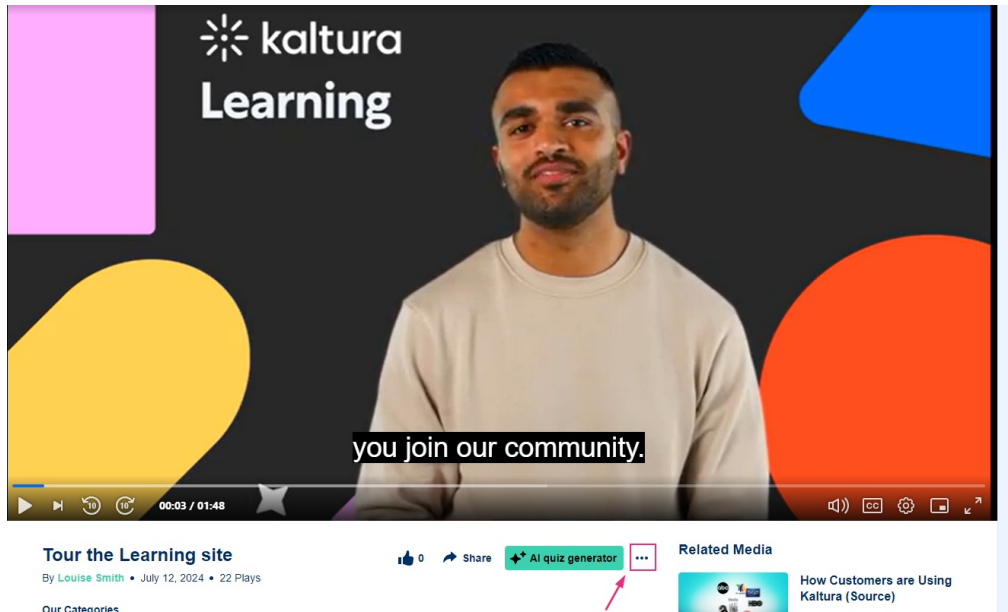 kaltura
Learning
you join our community.
10 10 00:03 / 01:48 CC
Tour the Learning site
By Louise Smith • July 12, 2024 • 22 Plays
Our Categories
0 Share AI quiz generator ...
Related Media
How Customers are Using
Kaltura (Source)
abc
HBO